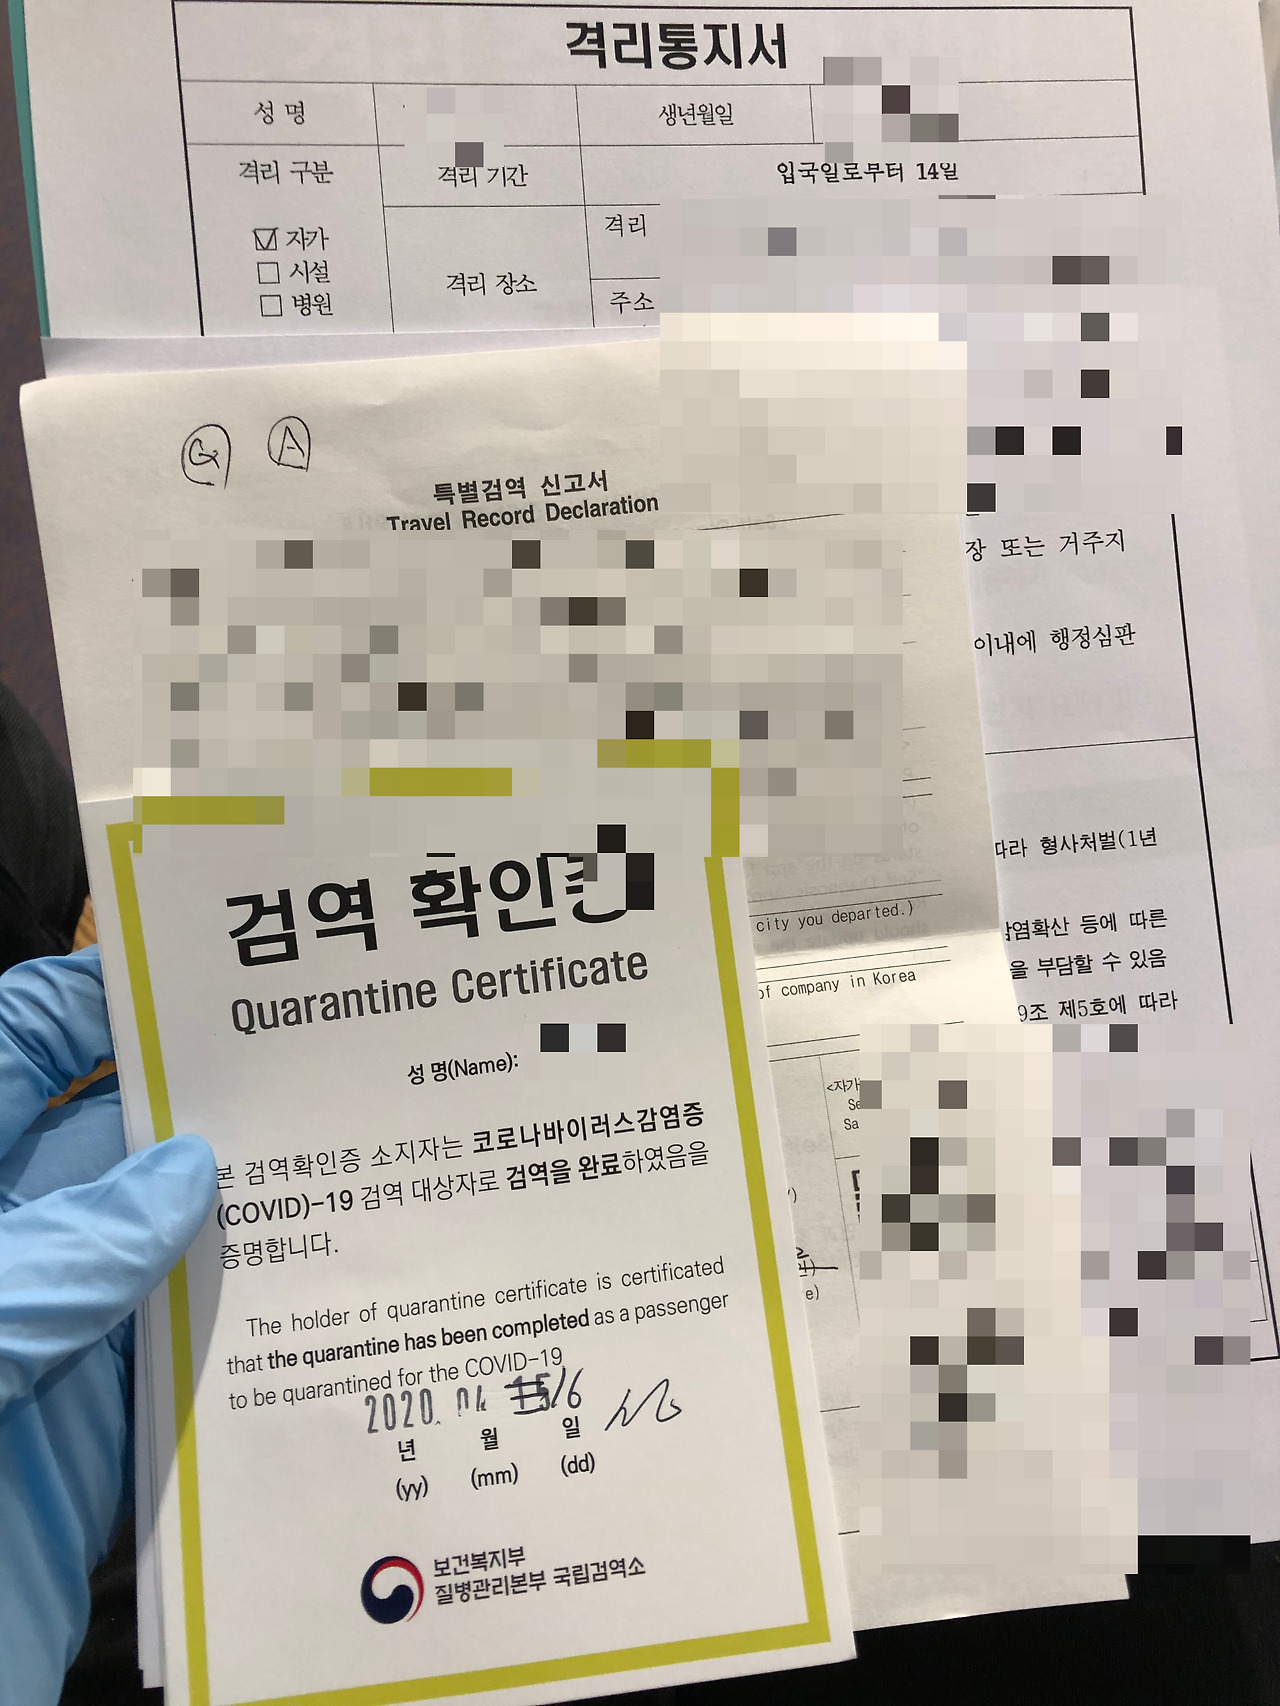 격리통지서
성 명
생년월일
격리 구분
격리 기간
입국일로부터 14일
자가
시설
병원
격리 장소
격리
주소
G A
특별검역 신고서
Travel Record Declaration
장 또는 거주지
이내에 행정심판
따라 형사처벌(1년
감염확산 등에 따른
을 부담할 수 있음
9조 제5호에 따라
city you departed.)
of company in Korea
<자가
Se
Sa
e)
검역 확인증
Quarantine Certificate
성 명(Name):
본 검역확인증 소지자는 코로나바이러스감염증
(COVID)-19 검역 대상자로 검역을 완료하였음을
증명합니다.
The holder of quarantine certificate is certificated
that the quarantine has been completed as a passenger
to be quarantined for the COVID-19
2020. 04 15/6
년 월 일
(yy) (mm) (dd)
보건복지부
질병관리본부 국립검역소